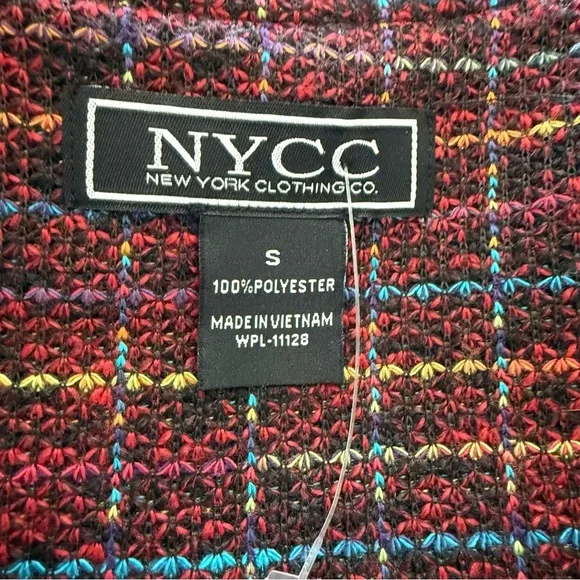 NYCC
NEW YORK CLOTHING CO.
S
100% POLYESTER
MADE IN VIETNAM
WPL-11128